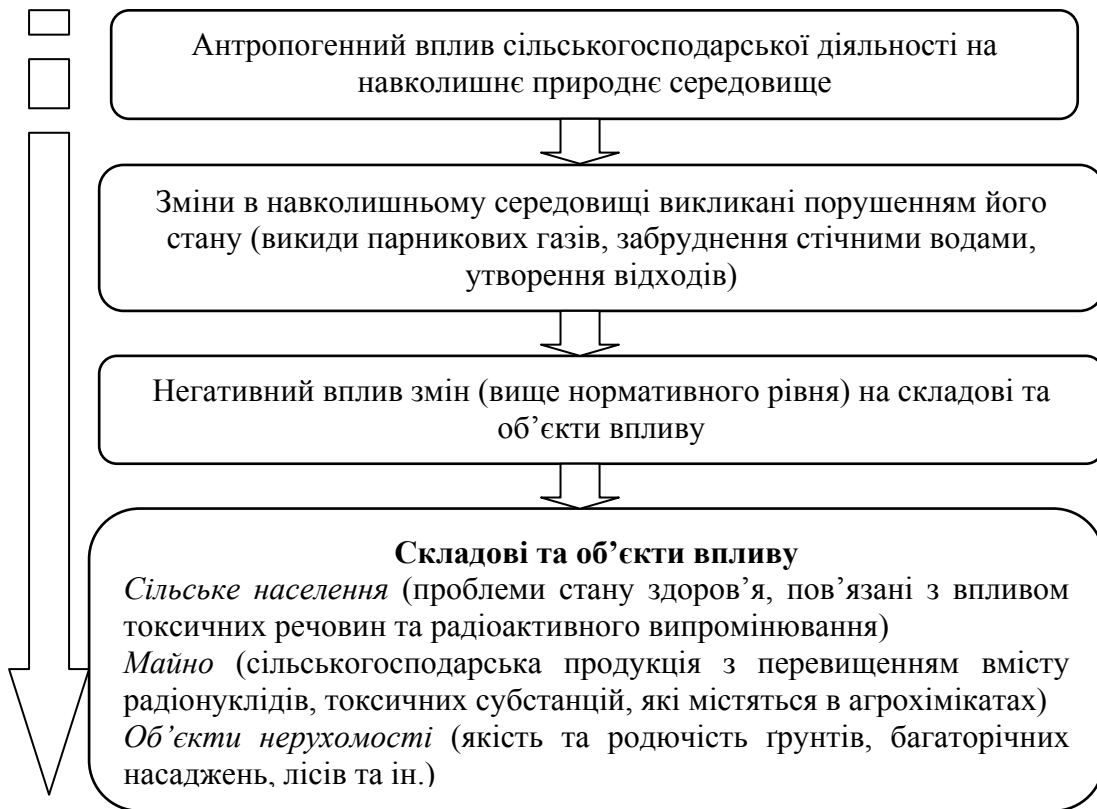 Антропогенний вплив сільськогосподарської діяльності на
навколишнє природнє середовище
Зміни в навколишньому середовищі викликані порушенням його
стану (викиди парникових газів, забруднення стічними водами,
утворення відходів)
Негативний вплив змін (вище нормативного рівня) на складові та
об’єкти впливу
Складові та об’єкти впливу
Сільське населення (проблеми стану здоров’я, пов’язані з впливом
токсичних речовин та радіоактивного випромінювання)
Майно (сільськогосподарська продукція з перевищенням вмісту
радіонуклідів, токсичних субстанцій, які містяться в агрохімікатах)
Об’єкти нерухомості (якість та родючість ґрунтів, багаторічних
насаджень, лісів та ін.)